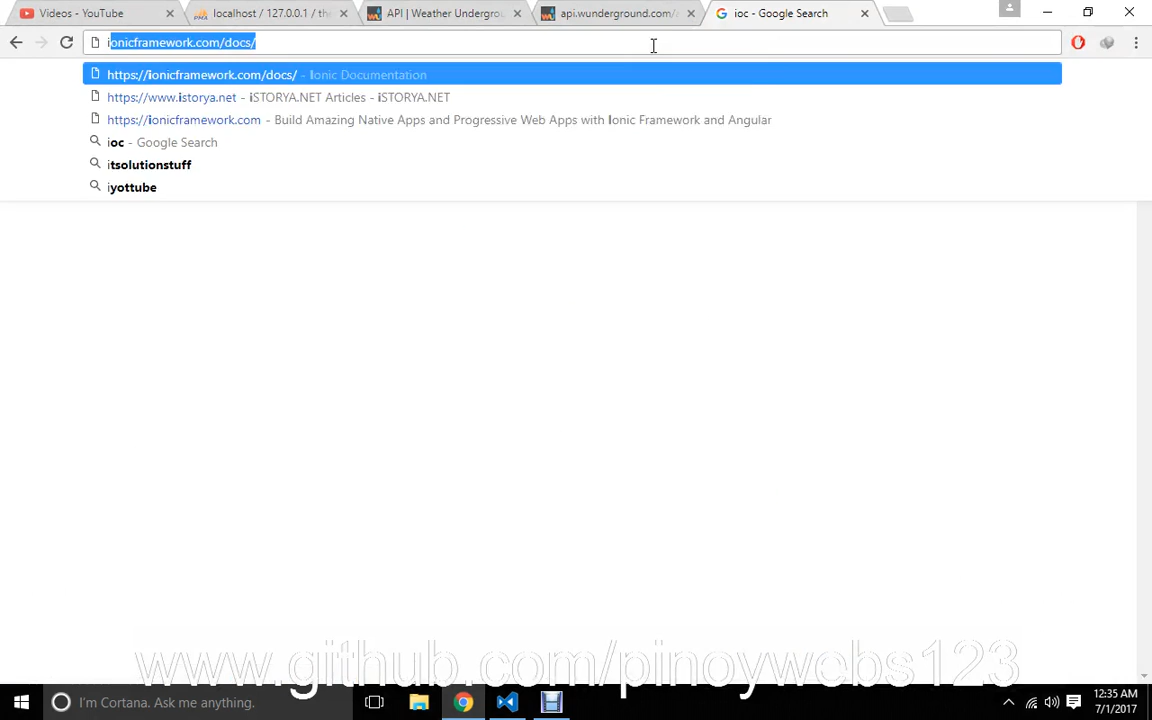 Videos - YouTube
localhost / 127.0.0.1 / the
API | Weather Undergrou
api.wunderground.com/a
ioc - Google Search
ionicframework.com/docs/
https://ionicframework.com/docs/ - Ionic Documentation
https://www.istorya.net - iSTORYA.NET Articles - iSTORYA.NET
https://ionicframework.com - Build Amazing Native Apps and Progressive Web Apps with Ionic Framework and Angular
ioc - Google Search
itsolutionstuff
iyottube
www.github.com/pinoywebs123
I'm Cortana. Ask me anything.
12:35 AM
7/1/2017